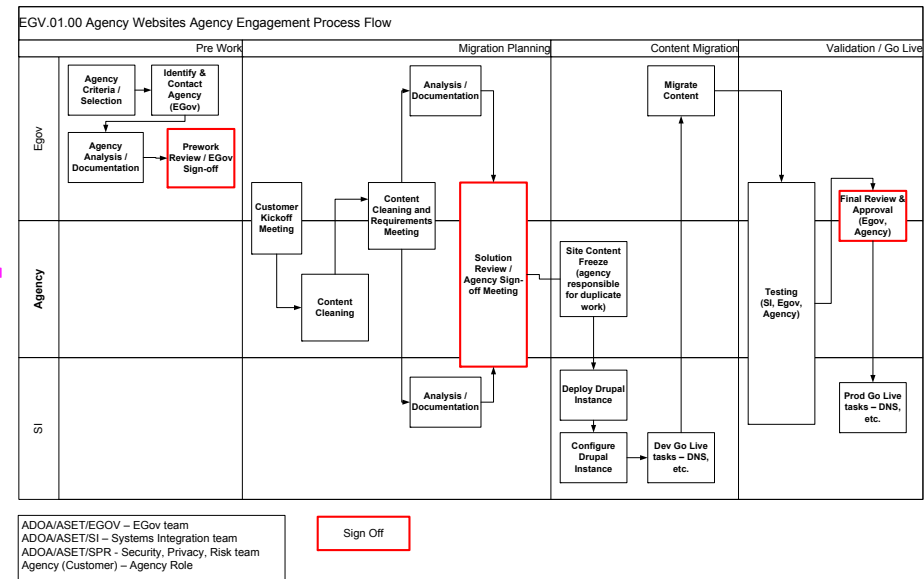 EGV.01.00 Agency Websites Agency Engagement Process Flow
Pre Work
Migration Planning
Content Migration
Validation / Go Live
Egov
Agency
SI
Agency
Criteria /
Selection
Identify &
Contact
Agency
(EGov)
Agency
Analysis /
Documentation
Prework
Review / EGov
Sign-off
Customer
Kickoff
Meeting
Content
Cleaning
Content
Cleaning and
Requirements
Meeting
Analysis /
Documentation
Analysis /
Documentation
Solution
Review /
Agency Sign-
off Meeting
Site Content
Freeze
(agency
responsible
for duplicate
work)
Deploy Drupal
Instance
Configure
Drupal
Instance
Dev Go Live
tasks – DNS,
etc.
Migrate
Content
Testing
(SI, Egov,
Agency)
Final Review &
Approval
(Egov,
Agency)
Prod Go Live
tasks – DNS,
etc.
ADOA/ASET/EGOV – EGov team
ADOA/ASET/SI – Systems Integration team
ADOA/ASET/SPR - Security, Privacy, Risk team
Agency (Customer) – Agency Role
Sign Off